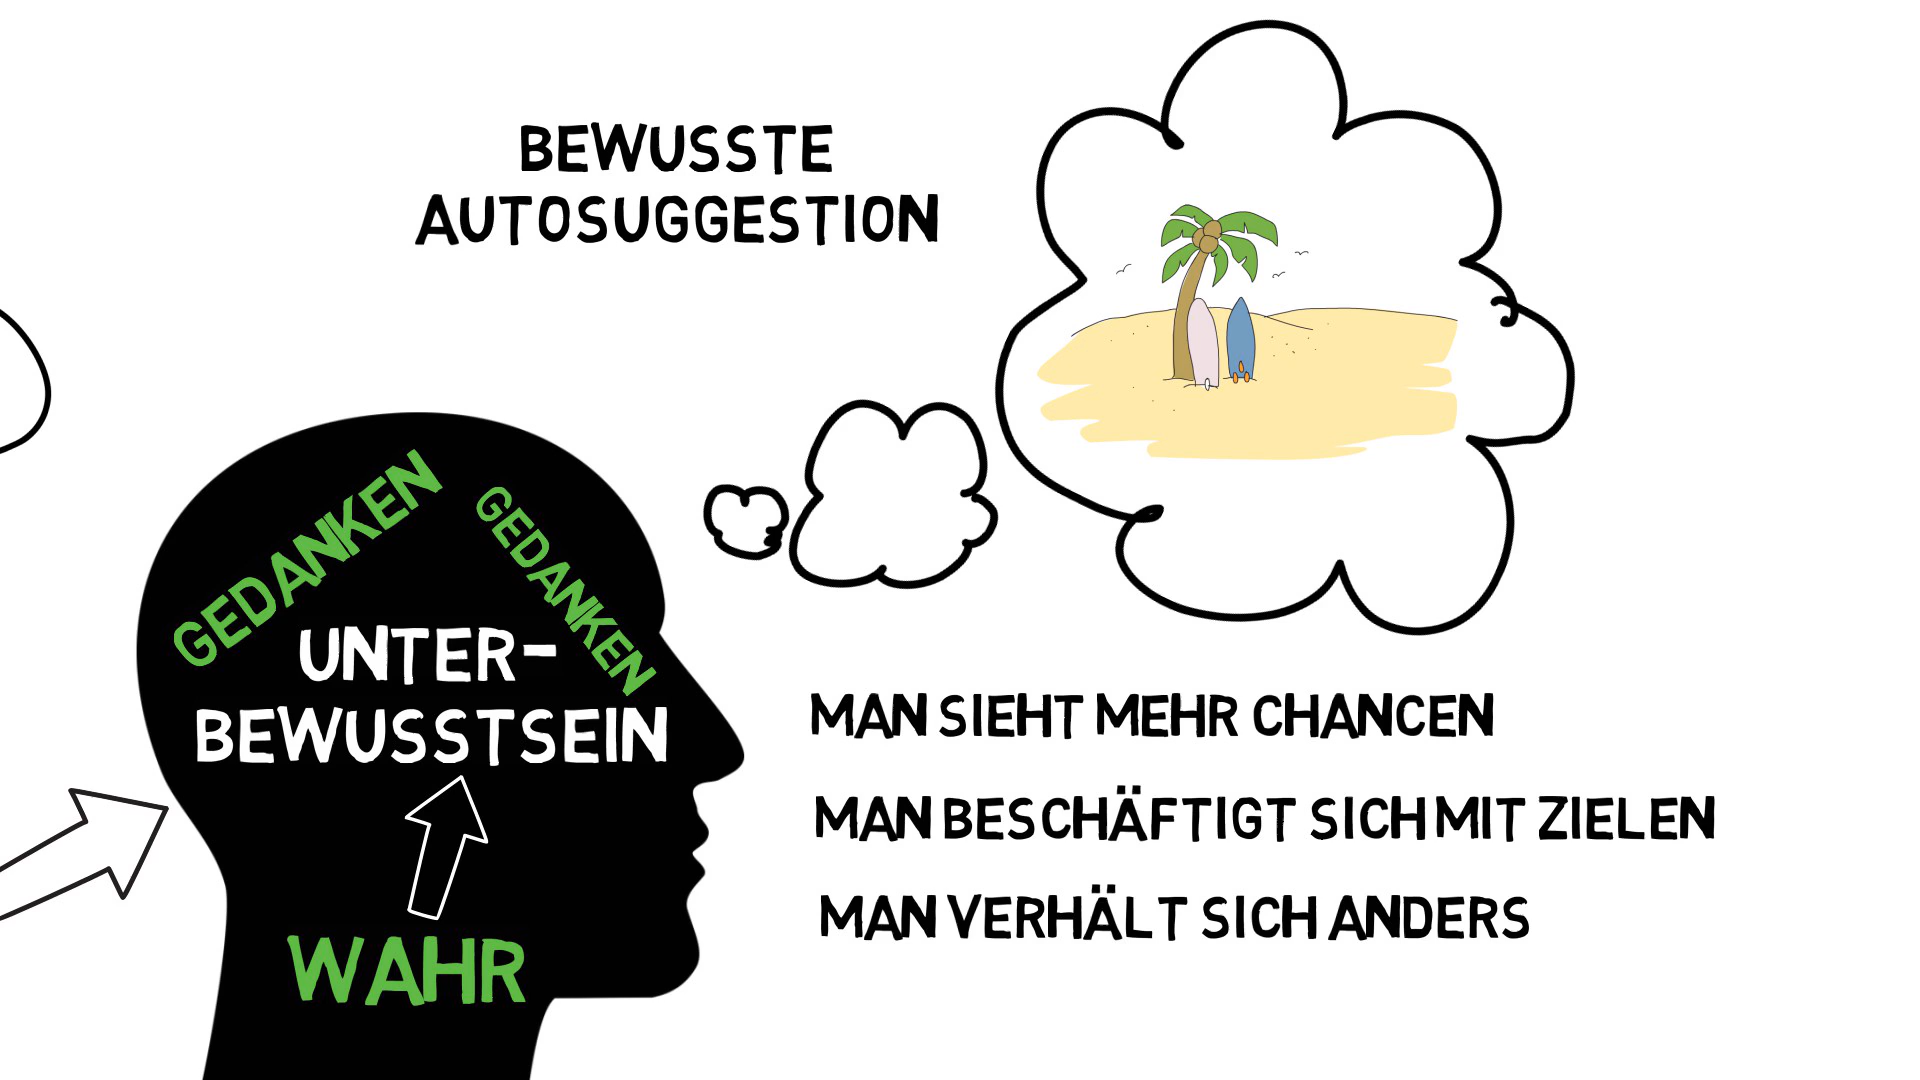 BEWUSSTE
AUTOSUGGESTION
GEDANKEN
GEDANKEN
UNTER-
BEWUSSTSEIN
WAHR
MAN SIEHT MEHR CHANCEN
MAN BESCHÄFTIGT SICH MIT ZIELEN
MAN VERHÄLT SICH ANDERS